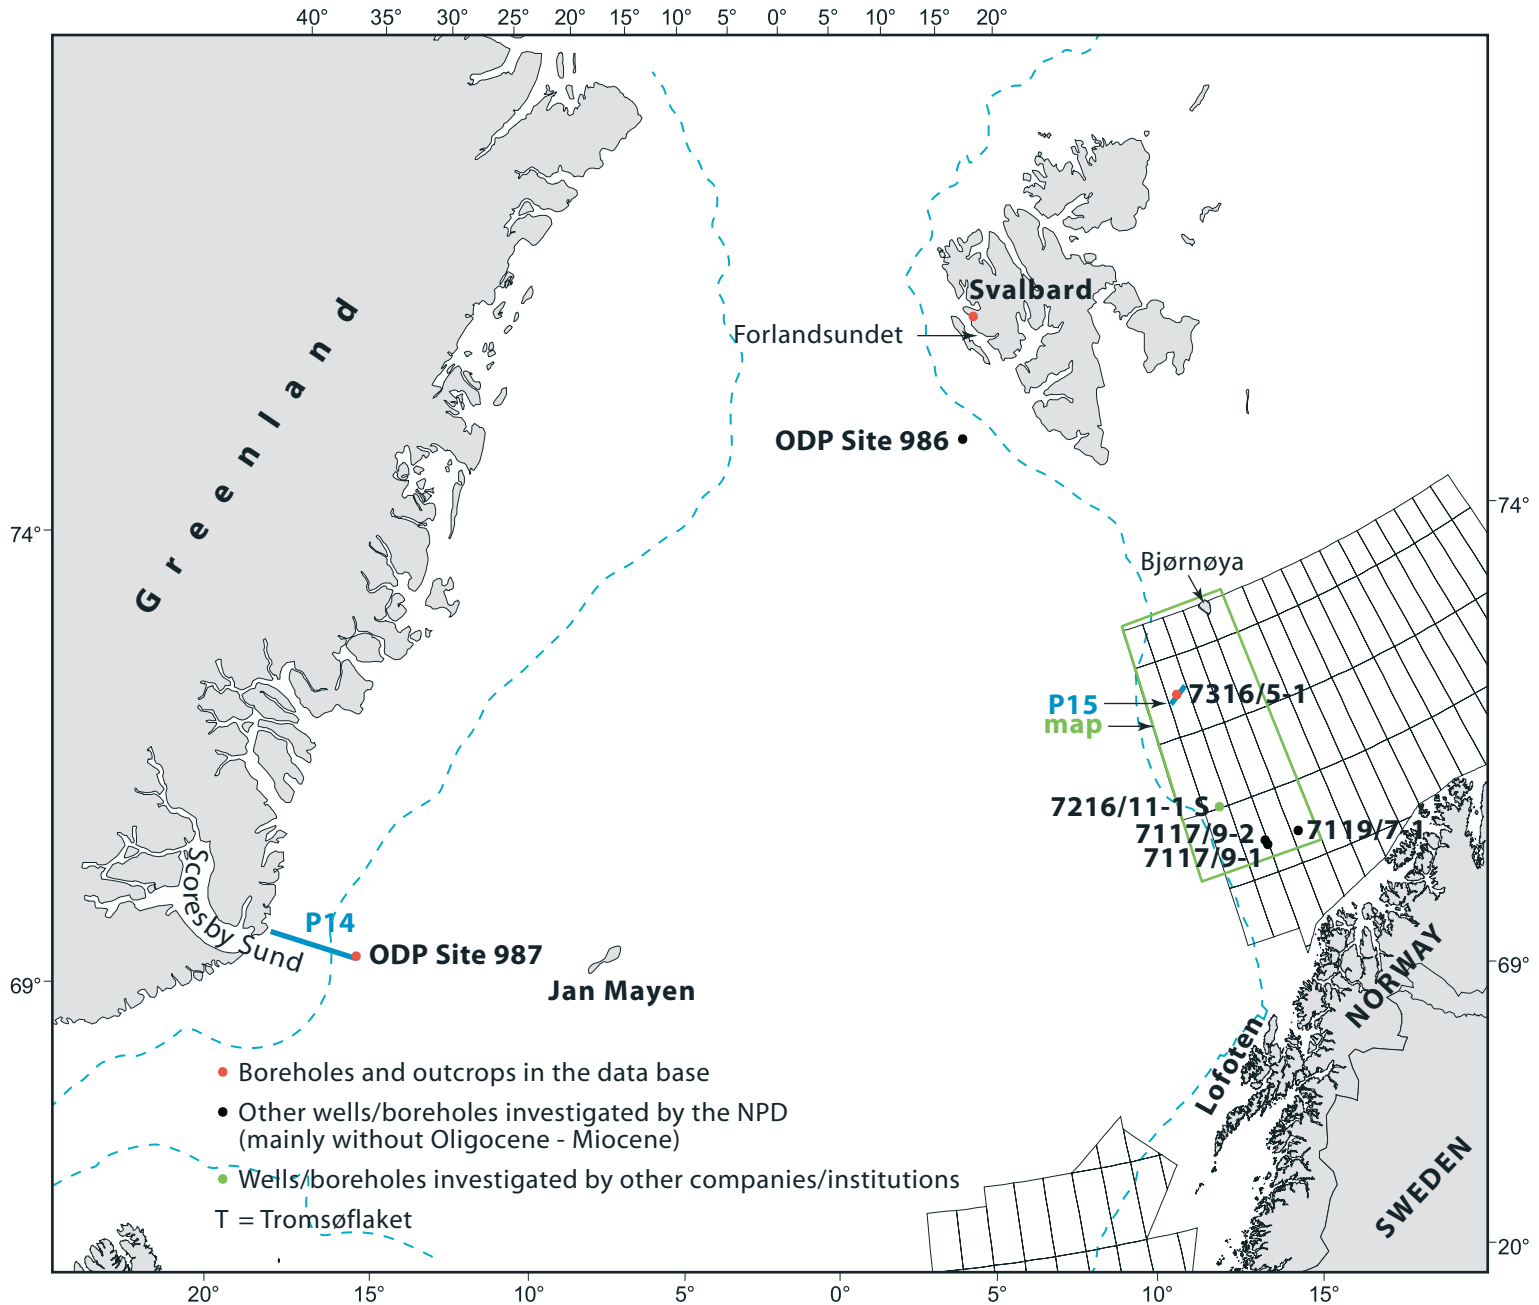 40° 35° 30° 25° 20° 15° 10° 5° 0° 5° 10° 15° 20°
Greenland
Svalbard
Forlandsundet
ODP Site 986
74°
74°
Bjørnøya
7316/5-1
P15
map
7216/11-1 S
7117/9-2
7119/7-1
7117/9-1
Scoresby Sund
P14
ODP Site 987
Jan Mayen
69°
69°
NORWAY
Lofoten
SWEDEN
Boreholes and outcrops in the data base
Other wells/boreholes investigated by the NPD
(mainly without Oligocene - Miocene)
Wells/boreholes investigated by other companies/institutions
T = Tromsøflaket
20°
20° 15° 10° 5° 0° 5° 10° 15°